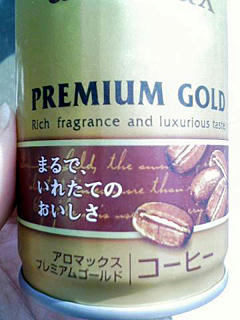 PREMIUM GOLD
Rich fragrance and luxurious taste
まるで、
いれたての
おいしさ
アロマックス
プレミアムゴールド
コーヒー